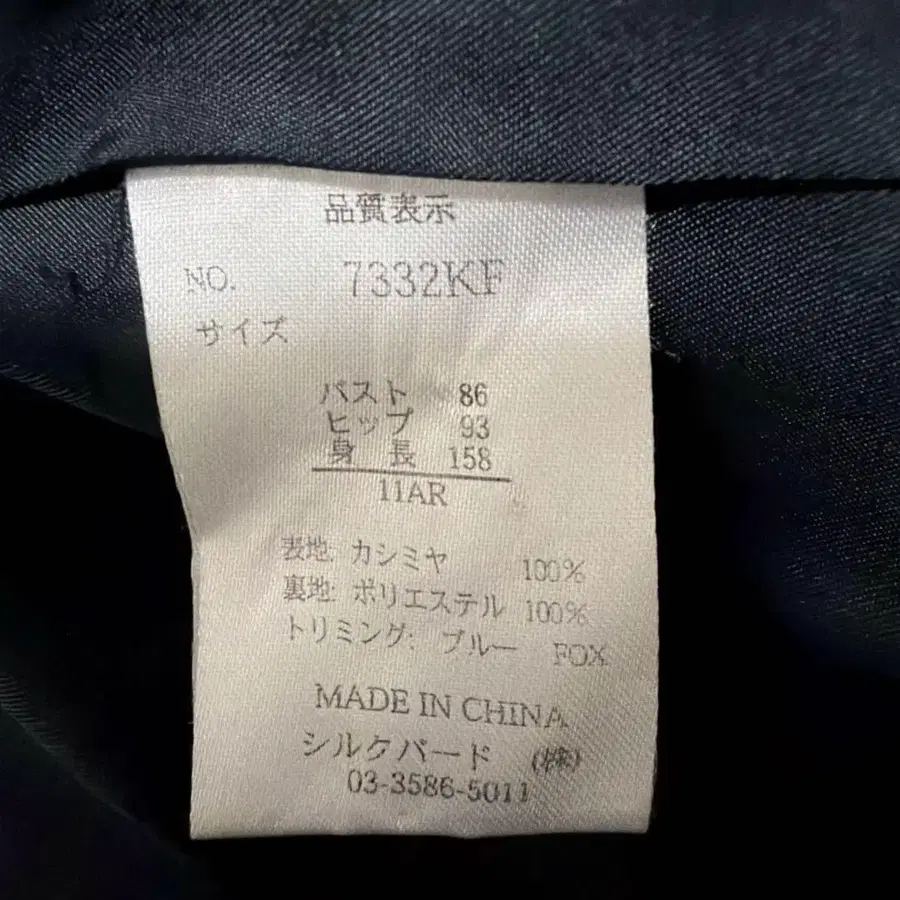 品質表示
NO. 7332KF
サイズ
バスト 86
ヒップ 93
身長 158
11AR
表地: カシミヤ 100%
裏地: ポリエステル 100%
トリミング: ブルー FOX
MADE IN CHINA
シルクバード (株)
03-3586-5011